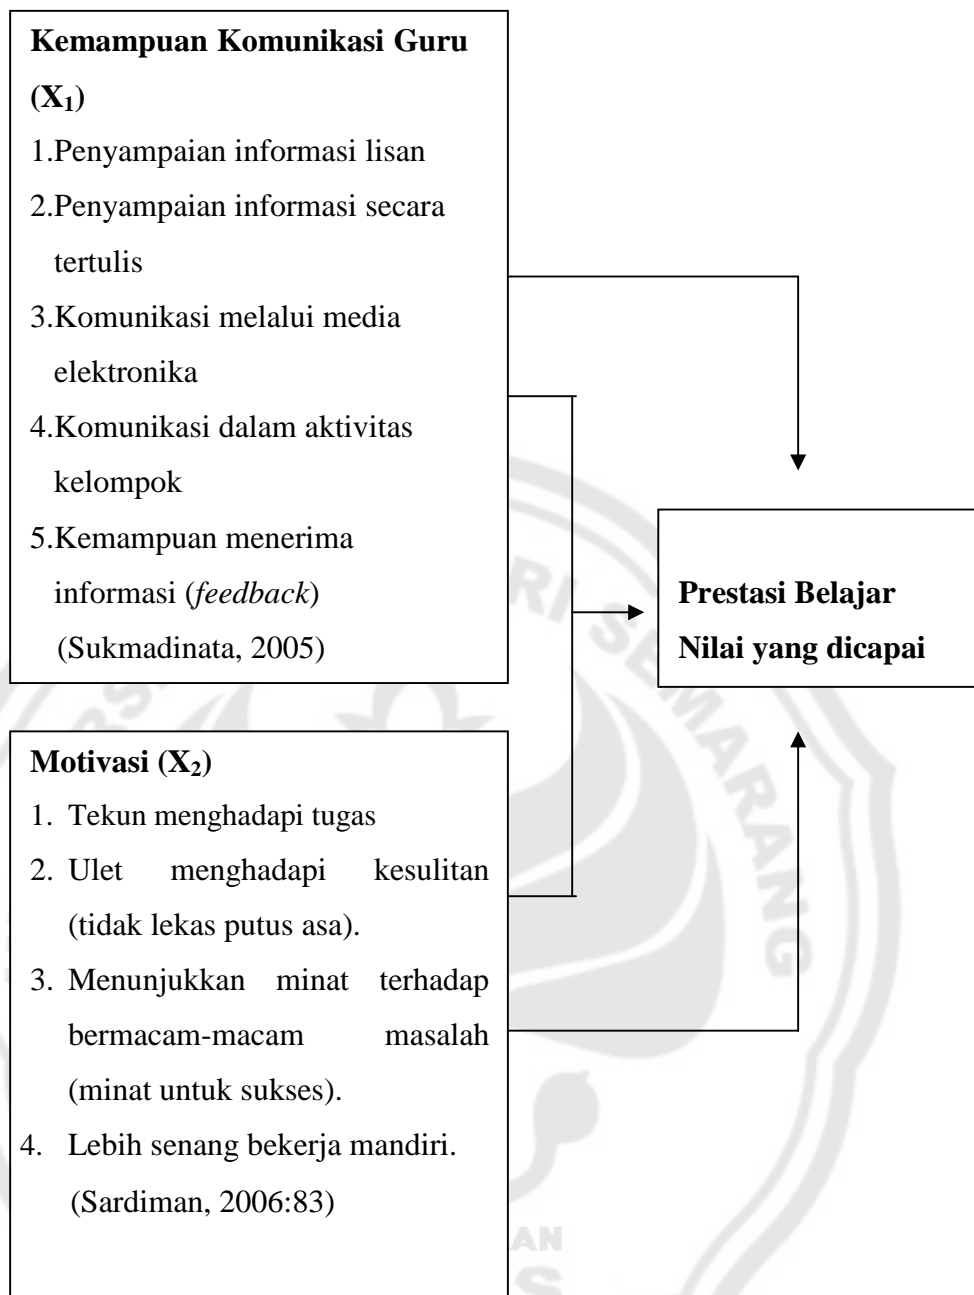 Kemampuan Komunikasi Guru
(X₁)
1.Penyampaian informasi lisan
2.Penyampaian informasi secara
tertulis
3.Komunikasi melalui media
elektronika
4.Komunikasi dalam aktivitas
kelompok
5.Kemampuan menerima
informasi (feedback)
(Sukmadinata, 2005)
Prestasi Belajar
Nilai yang dicapai
Motivasi (X₂)
1. Tekun menghadapi tugas
2. Ulet menghadapi kesulitan
(tidak lekas putus asa).
3. Menunjukkan minat terhadap
bermacam-macam masalah
(minat untuk sukses).
4. Lebih senang bekerja mandiri.
(Sardiman, 2006:83)
RI SEMARANG